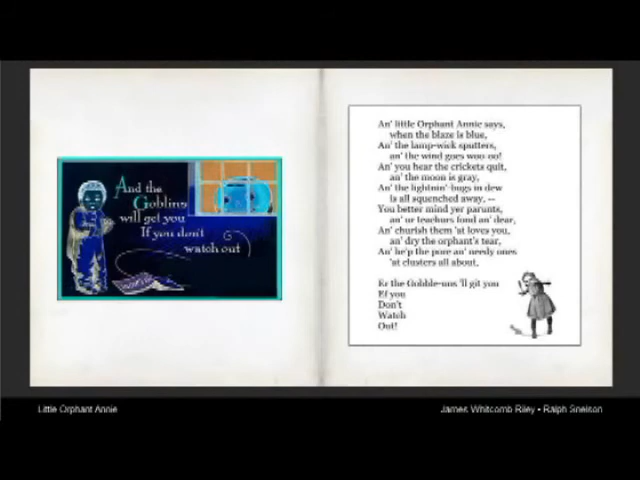 And the
Goblins
will get you
If you don't
watch out
An' little Orphant Annie says,
when the blaze is blue,
An' the lamp-wick sputters,
an' the wind goes woo-oo!
An' you hear the crickets quit,
an' the moon is gray,
An' the lightnin'-bugs in dew
is all squenched away, --
You better mind yer parunts,
an' yer teachurs fond an' dear,
An' churish them 'at loves you,
an' dry the orphant's tear,
An' he'p the pore an' needy ones
'at clusters all about,
Er the Gobble-uns 'll git you
Ef you
Don't
Watch
Out!
Little Orphant Annie
James Whitcomb Riley • Ralph Snelson